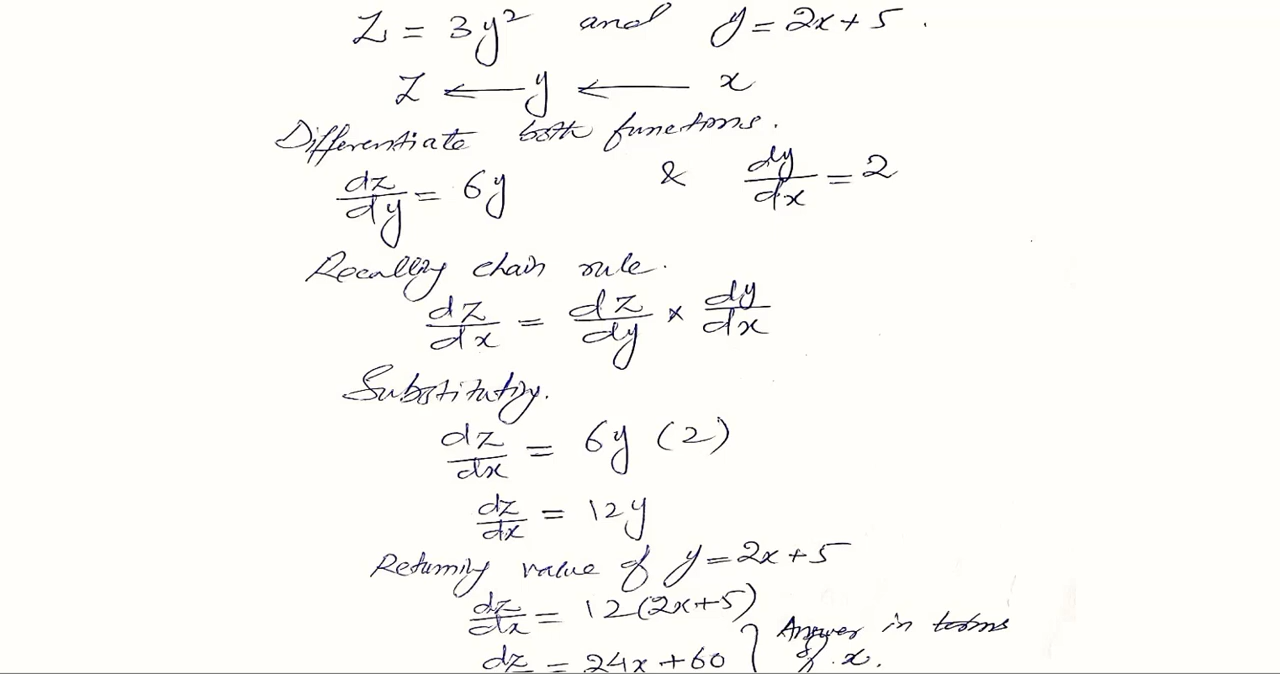 Z = 3y² and y = 2x + 5 .
Z ← y ← x
Differentiate both functions.
dz/dy = 6y & dy/dx = 2
Recalling chain rule.
dz/dx = dz/dy × dy/dx
Substituting.
dz/dx = 6y (2)
dz/dx = 12y
Returning value of y = 2x + 5
dz/dx = 12(2x+5)
dz = 24x + 60 } Answer in terms of x.